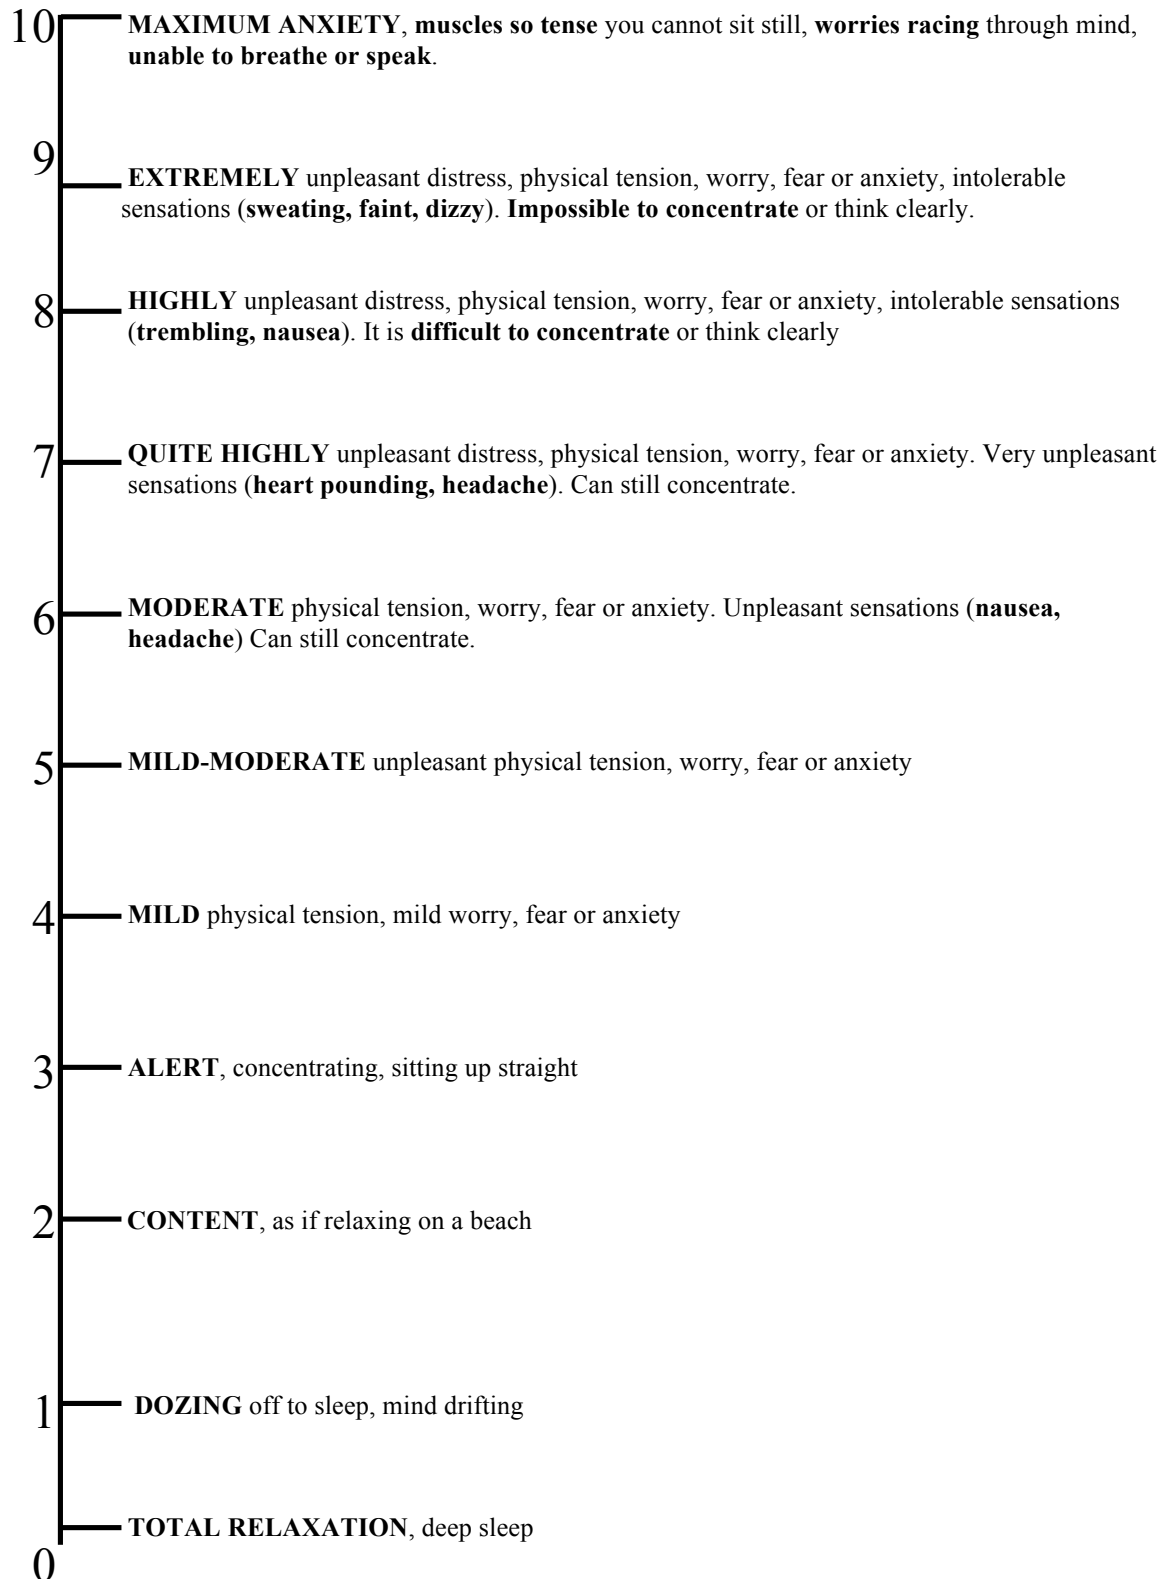 10 MAXIMUM ANXIETY, muscles so tense you cannot sit still, worries racing through mind,
unable to breathe or speak.
9 EXTREMELY unpleasant distress, physical tension, worry, fear or anxiety, intolerable
sensations (sweating, faint, dizzy). Impossible to concentrate or think clearly.
8 HIGHLY unpleasant distress, physical tension, worry, fear or anxiety, intolerable sensations
(trembling, nausea). It is difficult to concentrate or think clearly
7 QUITE HIGHLY unpleasant distress, physical tension, worry, fear or anxiety. Very unpleasant
sensations (heart pounding, headache). Can still concentrate.
6 MODERATE physical tension, worry, fear or anxiety. Unpleasant sensations (nausea,
headache) Can still concentrate.
5 MILD-MODERATE unpleasant physical tension, worry, fear or anxiety
4 MILD physical tension, mild worry, fear or anxiety
3 ALERT, concentrating, sitting up straight
2 CONTENT, as if relaxing on a beach
1 DOZING off to sleep, mind drifting
TOTAL RELAXATION, deep sleep
0